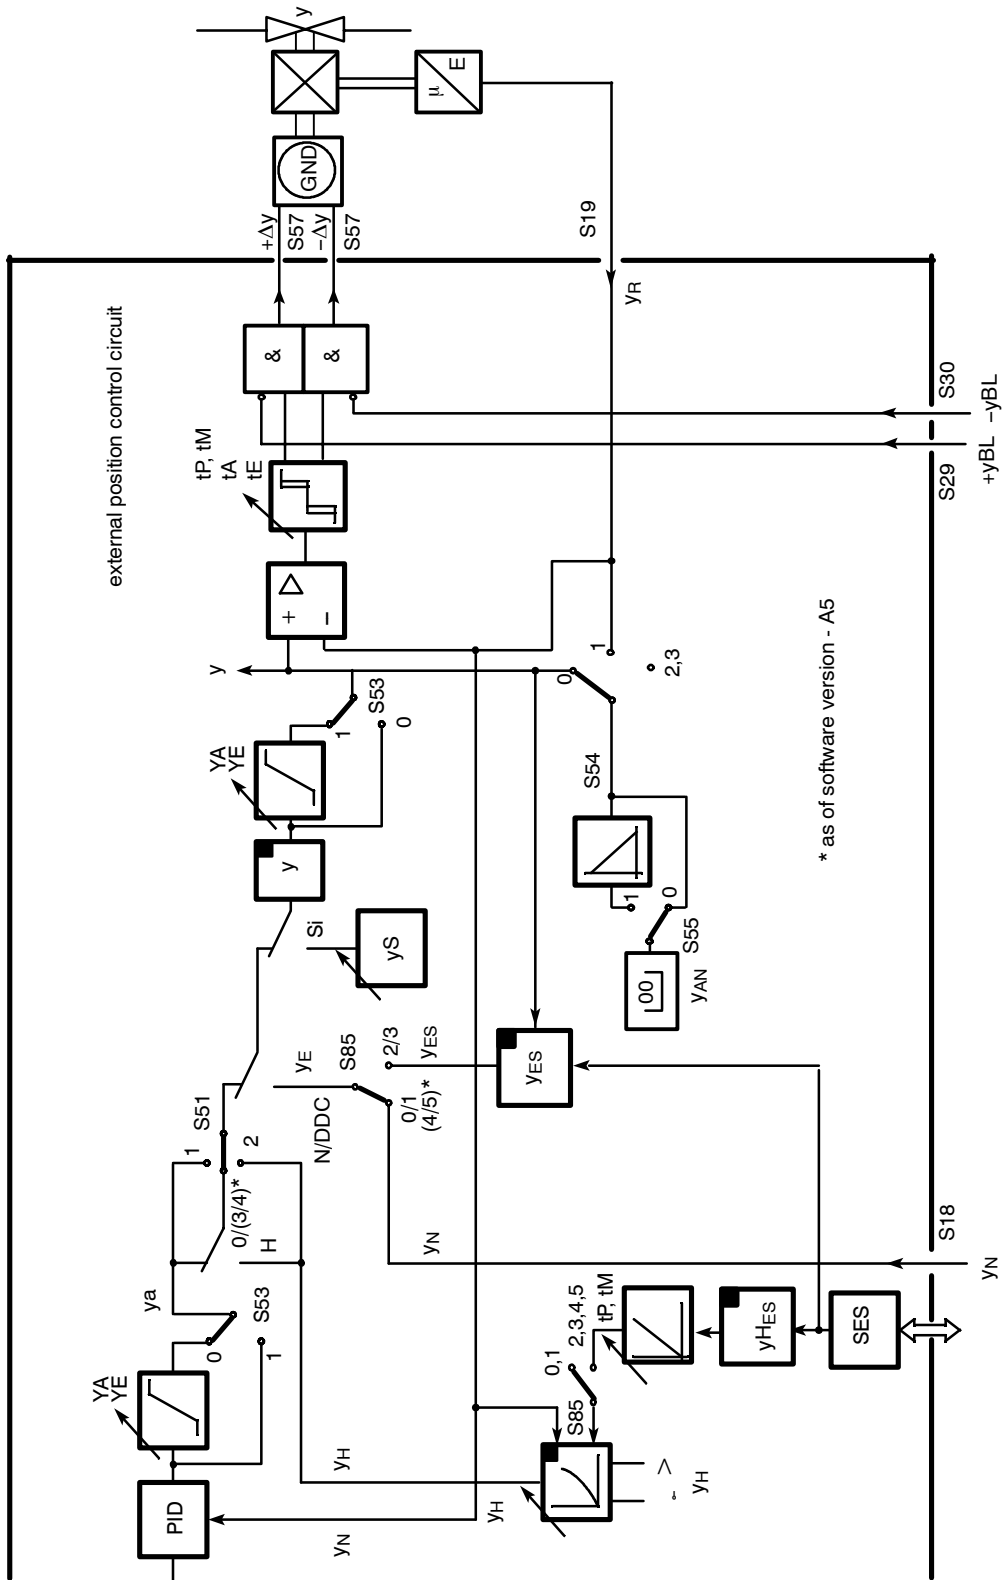 external position control circuit
PID
YA
YE
S53
0
1
ya
0/(3/4)*
H
S51
1
2
yH
yN
yH
N/DDC
yE
S85
0/1
(4/5)*
2/3
yES
yN
Si
yS
y
YA
YE
S53
1
0
y
+
−
tP, tM
tA
tE
&
&
+Δy
S57
−Δy
S57
GND
y
μ
E
S19
yR
yES
S55
1
0
yAN
00
S54
0
1
2,3
S85
0,1
2,3,4,5
tP, tM
yHES
SES
yH
S18
yN
S29
+yBL
S30
−yBL
* as of software version - A5